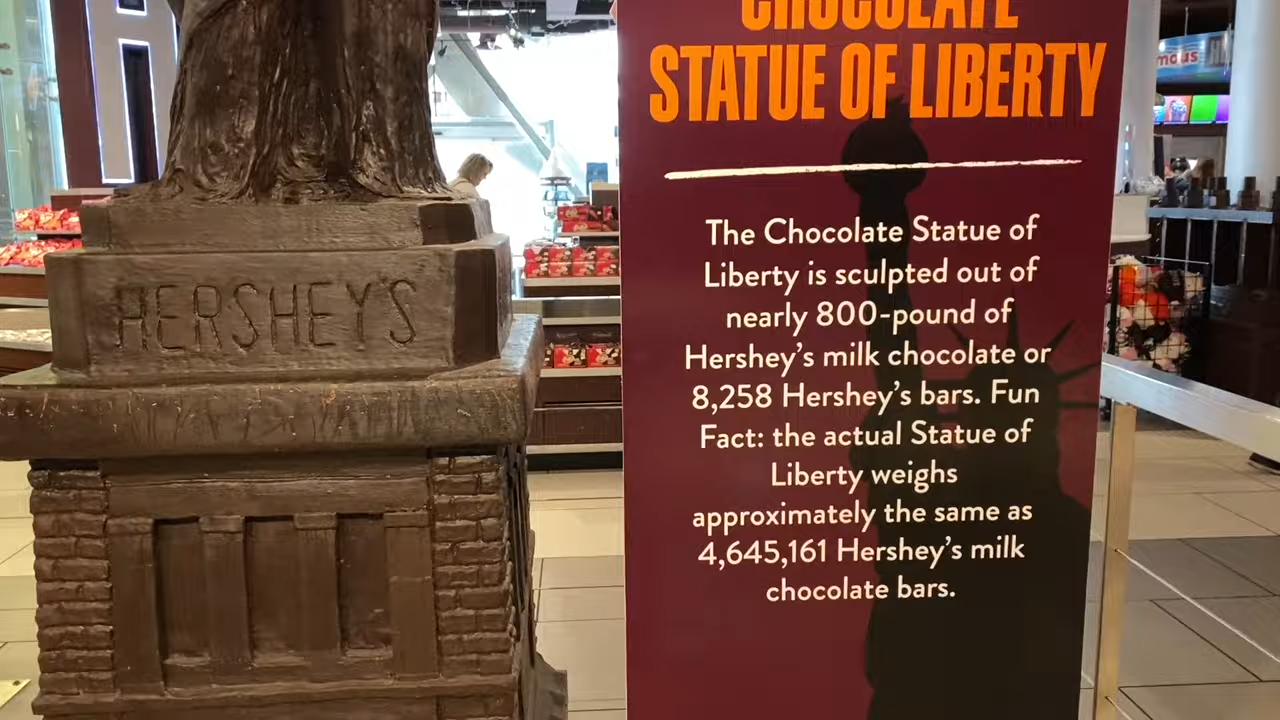 CHOCOLATE
STATUE OF LIBERTY
The Chocolate Statue of
Liberty is sculpted out of
nearly 800-pound of
Hershey's milk chocolate or
8,258 Hershey's bars. Fun
Fact: the actual Statue of
Liberty weighs
approximately the same as
4,645,161 Hershey's milk
chocolate bars.
HERSHEY'S